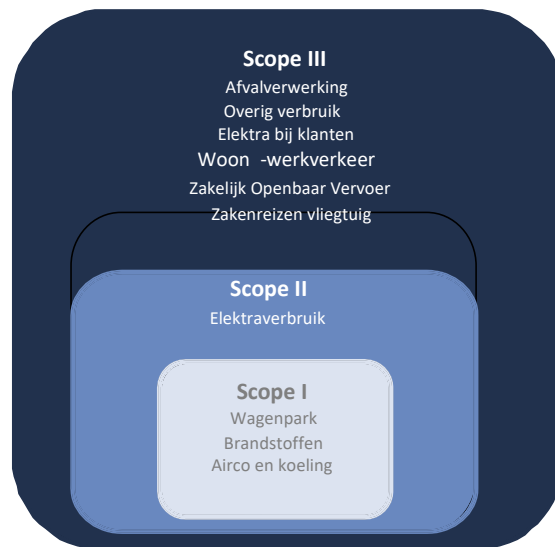 Scope III
Afvalverwerking
Overig verbruik
Elektra bij klanten
Woon -werkverkeer
Zakelijk Openbaar Vervoer
Zakenreizen vliegtuig
Scope II
Elektraverbruik
Scope I
Wagenpark
Brandstoffen
Airco en koeling